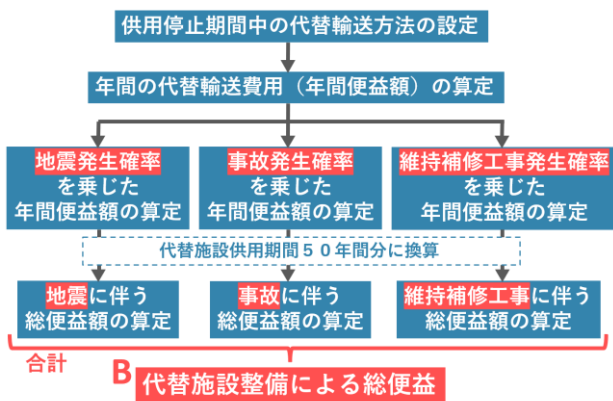 供用停止期間中の代替輸送方法の設定
年間の代替輸送費用（年間便益額）の算定
地震発生確率
を乗じた
年間便益額の算定
事故発生確率
を乗じた
年間便益額の算定
維持補修工事発生確率
を乗じた
年間便益額の算定
代替施設供用期間５０年間分に換算
地震に伴う
総便益額の算定
事故に伴う
総便益額の算定
維持補修工事に伴う
総便益額の算定
合計
B 代替施設整備による総便益